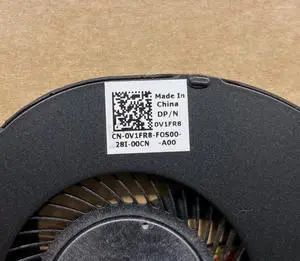 Made In
China
DP/N
0V1FR8
CN-0V1FR8-FOS00-
28I-00CN -A00